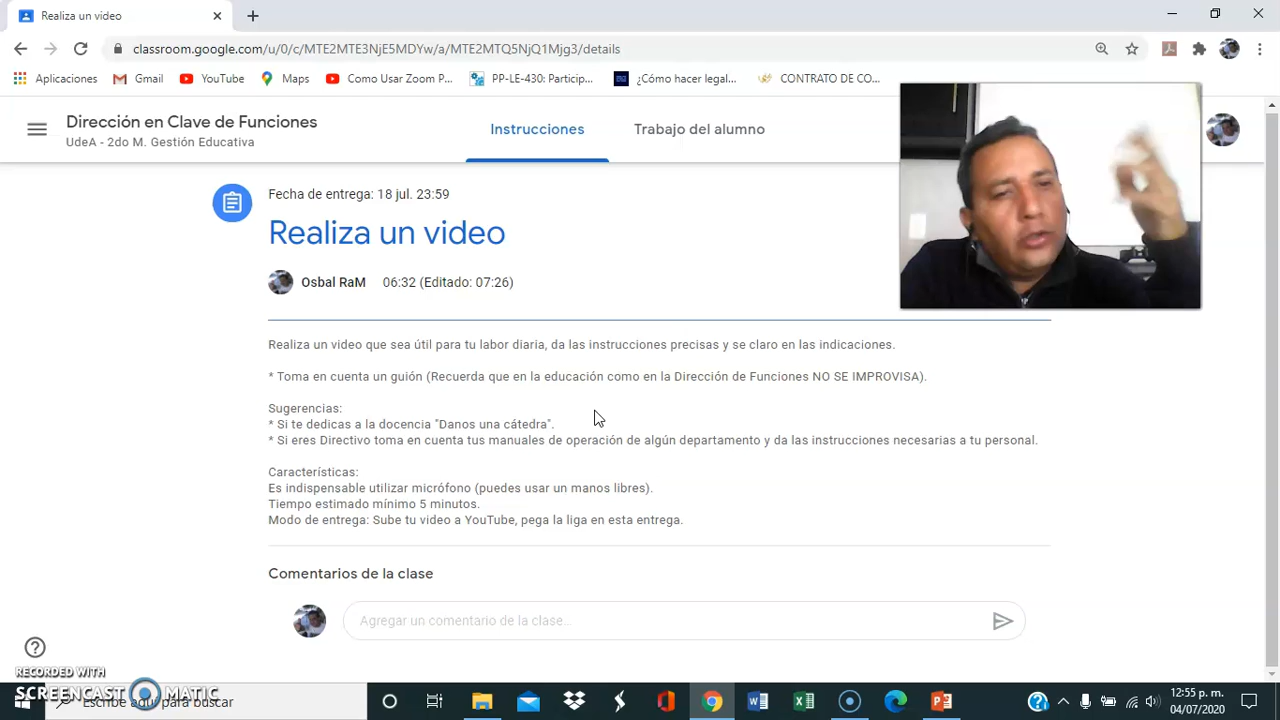 Realiza un video
classroom.google.com/u/0/c/MTE2MTE3NjE5MDYw/a/MTE2MTQ5NjQ1Mjg3/details
Aplicaciones
Gmail
YouTube
Maps
Como Usar Zoom P...
PP-LE-430: Particip...
¿Cómo hacer legal...
CONTRATO DE CO...
Dirección en Clave de Funciones
UdeA - 2do M. Gestión Educativa
Instrucciones
Trabajo del alumno
Fecha de entrega: 18 jul. 23:59
Realiza un video
Osbal RaM 06:32 (Editado: 07:26)
Realiza un video que sea útil para tu labor diaria, da las instrucciones precisas y se claro en las indicaciones.
* Toma en cuenta un guión (Recuerda que en la educación como en la Dirección de Funciones NO SE IMPROVISA).
Sugerencias:
* Si te dedicas a la docencia "Danos una cátedra".
* Si eres Directivo toma en cuenta tus manuales de operación de algún departamento y da las instrucciones necesarias a tu personal.
Características:
Es indispensable utilizar micrófono (puedes usar un manos libres).
Tiempo estimado mínimo 5 minutos.
Modo de entrega: Sube tu video a YouTube, pega la liga en esta entrega.
Comentarios de la clase
Agregar un comentario de la clase...
RECORDED WITH
SCREENCAST MATIC
Escribe aquí para buscar
12:55 p. m.
04/07/2020